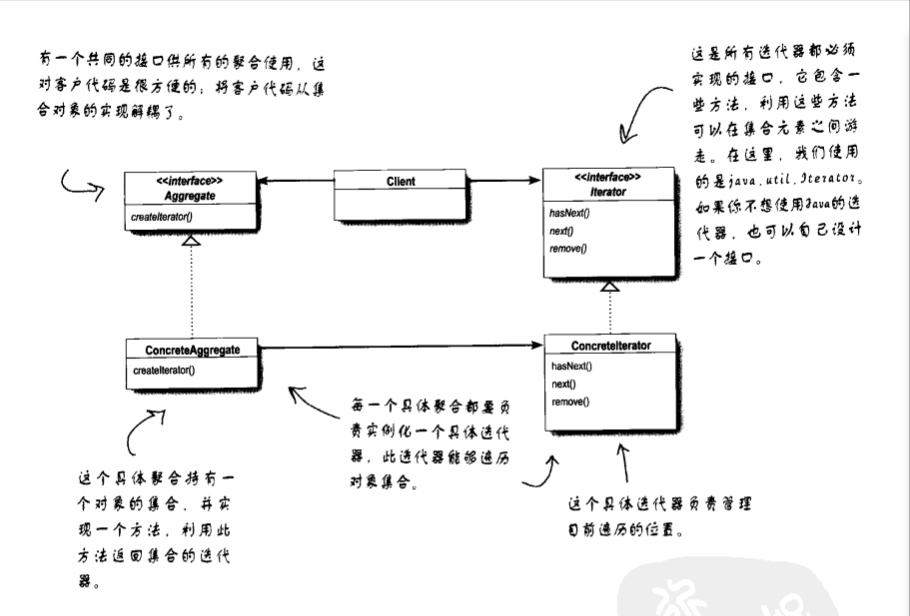 有一个共同的接口供所有的聚合使用，这
对客户代码是很方便的；将客户代码从集
合对象的实现解耦了。
这是所有迭代器都必须
实现的接口，它包含一
些方法，利用这些方法
可以在集合元素之间游
走。在这里，我们使用
的是java.util.Iterator。
如果你不想使用Java的迭
代器，也可以自己设计
一个接口。
<<interface>>
Aggregate
createIterator()
Client
<<interface>>
Iterator
hasNext()
next()
remove()
ConcreteAggregate
createIterator()
ConcreteIterator
hasNext()
next()
remove()
每一个具体聚合都要负
责实例化一个具体迭代
器，此迭代器能够遍历
对象集合。
这个具体聚合持有一
个对象的集合，并实
现一个方法，利用此
方法返回集合的迭代
器。
这个具体迭代器负责管理
目前遍历的位置。